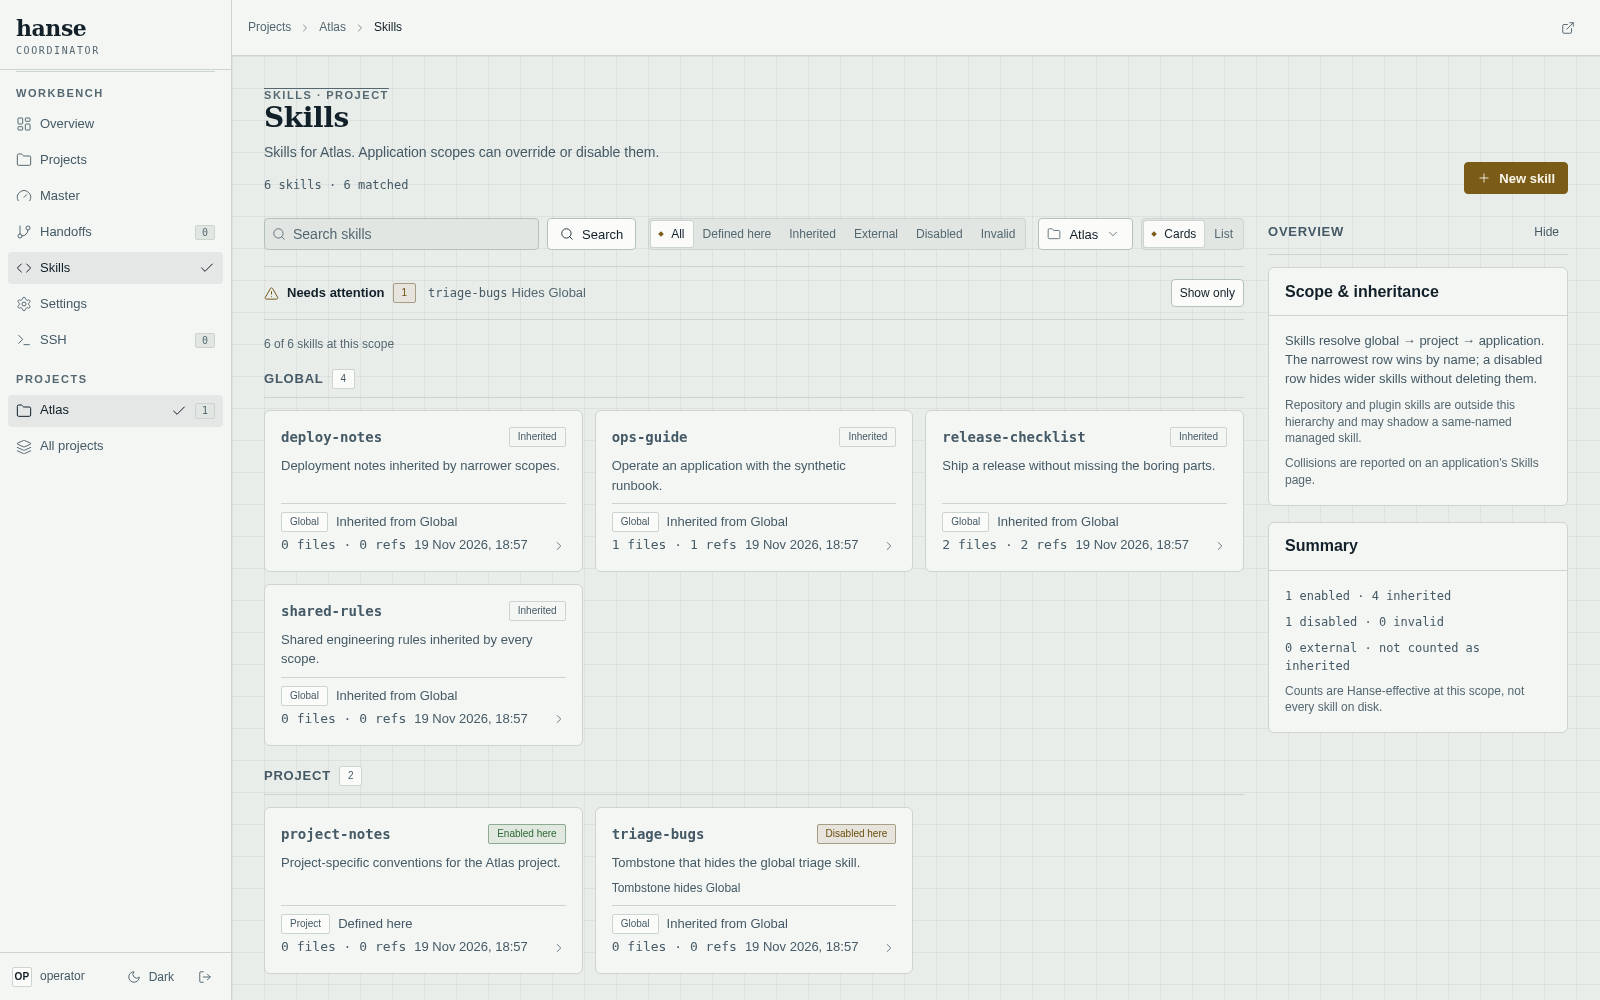 hanse
COORDINATOR
WORKBENCH
Overview
Projects
Master
Handoffs 0
Skills
Settings
SSH 0
PROJECTS
Atlas 1
All projects
OP operator Dark
Projects Atlas Skills
SKILLS · PROJECT
Skills
Skills for Atlas. Application scopes can override or disable them.
6 skills · 6 matched
New skill
Search skills Search All Defined here Inherited External Disabled Invalid Atlas Cards List
Needs attention 1 triage-bugs Hides Global Show only
6 of 6 skills at this scope
GLOBAL 4
deploy-notes Inherited
Deployment notes inherited by narrower scopes.
Global Inherited from Global
0 files · 0 refs 19 Nov 2026, 18:57
ops-guide Inherited
Operate an application with the synthetic
runbook.
Global Inherited from Global
1 files · 1 refs 19 Nov 2026, 18:57
release-checklist Inherited
Ship a release without missing the boring parts.
Global Inherited from Global
2 files · 2 refs 19 Nov 2026, 18:57
shared-rules Inherited
Shared engineering rules inherited by every
scope.
Global Inherited from Global
0 files · 0 refs 19 Nov 2026, 18:57
PROJECT 2
project-notes Enabled here
Project-specific conventions for the Atlas project.
Project Defined here
0 files · 0 refs 19 Nov 2026, 18:57
triage-bugs Disabled here
Tombstone that hides the global triage skill.
Tombstone hides Global
Global Inherited from Global
0 files · 0 refs 19 Nov 2026, 18:57
OVERVIEW Hide
Scope & inheritance
Skills resolve global → project → application.
The narrowest row wins by name; a disabled
row hides wider skills without deleting them.
Repository and plugin skills are outside this
hierarchy and may shadow a same-named
managed skill.
Collisions are reported on an application's Skills
page.
Summary
1 enabled · 4 inherited
1 disabled · 0 invalid
0 external · not counted as
inherited
Counts are Hanse-effective at this scope, not
every skill on disk.